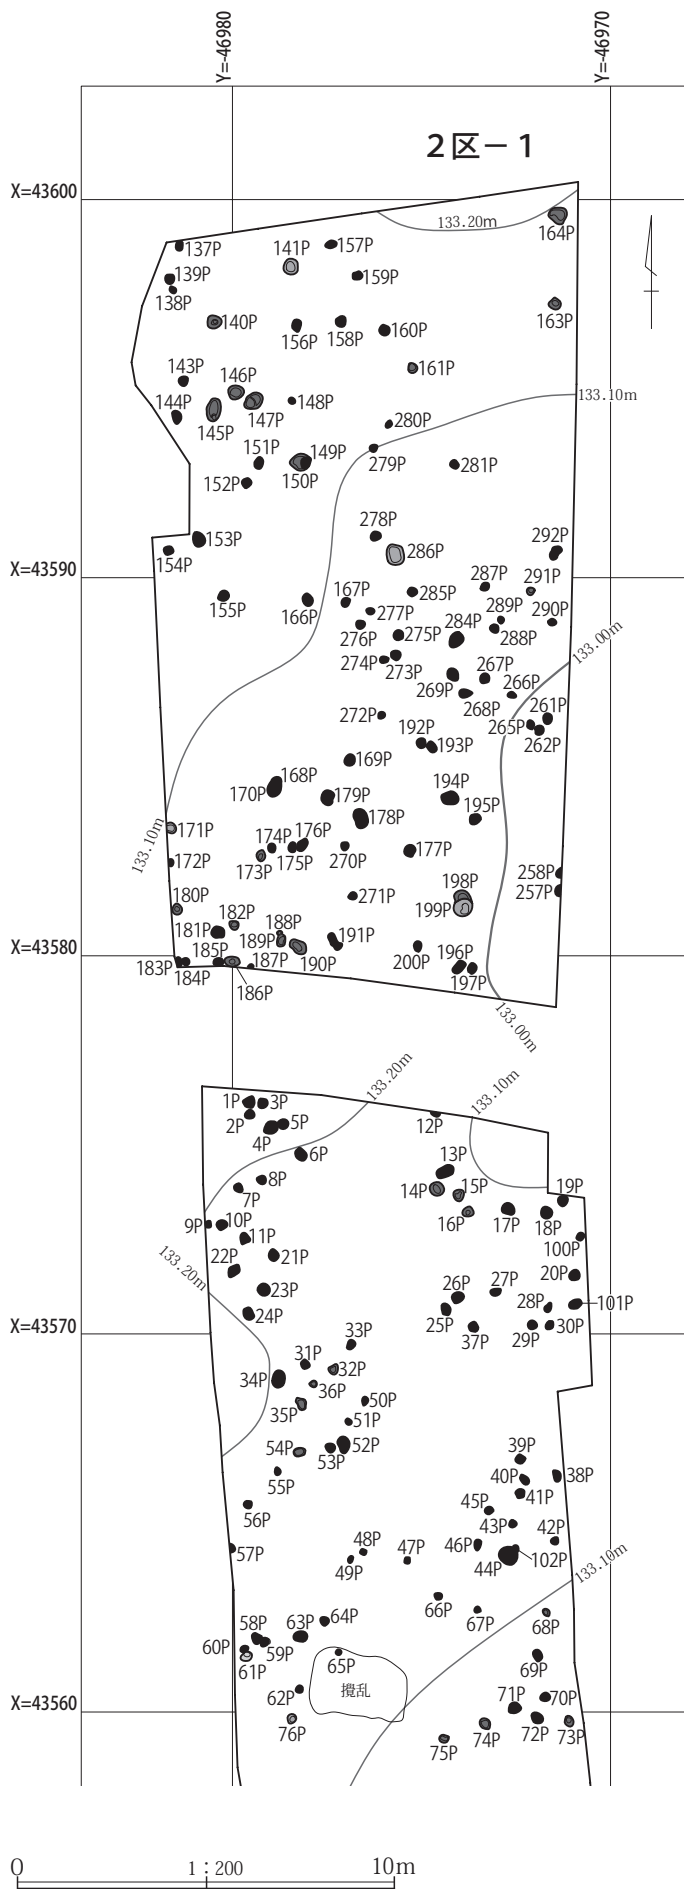 Y=-46980
Y=-46970
2区－1
X=43600
133.20m
164P
137P
141P
157P
139P
159P
138P
163P
140P
156P
158P
160P
161P
143P
146P
148P
133.10m
144P
145P
147P
280P
151P
149P
279P
281P
152P
150P
278P
153P
292P
154P
286P
X=43590
287P
291P
155P
166P
167P
285P
289P
290P
277P
284P
276P
275P
288P
133.00m
274P
273P
267P
266P
269P
268P
261P
272P
192P
193P
265P
262P
169P
168P
170P
179P
194P
178P
195P
171P
133.10m
174P
176P
172P
173P
175P
270P
177P
258P
257P
180P
271P
198P
199P
182P
188P
181P
189P
191P
185P
190P
200P
196P
X=43580
183P
184P
187P
197P
186P
133.00m
133.20m
133.10m
1P
3P
2P
5P
12P
4P
6P
13P
8P
14P
15P
19P
7P
16P
17P
18P
9P
10P
11P
100P
133.20m
22P
21P
20P
23P
26P
27P
28P
101P
24P
25P
X=43570
33P
37P
29P
30P
31P
32P
34P
36P
50P
35P
51P
54P
53P
52P
39P
55P
40P
38P
56P
45P
41P
43P
57P
48P
47P
46P
42P
49P
44P
102P
133.10m
66P
67P
68P
58P
63P
64P
60P
59P
61P
65P
69P
62P
攪乱
71P
70P
X=43560
76P
75P
74P
72P
73P
0
1：200
10m